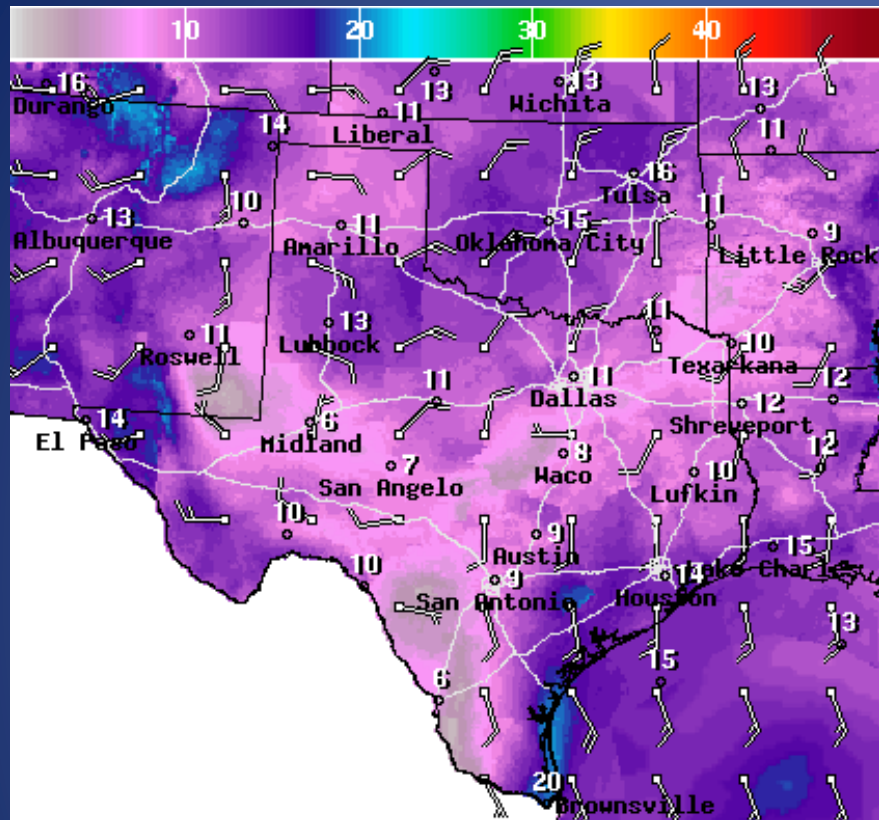 10 20 30 40
16 13 12 13 13
Durango Wichita
11
Liberal
14 11
16
Tulsa
13 10 11 15 11 9
Albuquerque Amarillo Oklahoma City Little Rock
11 13 11 10
Roswell Lubbock Texarkana
11
Dallas
14 6 11 12 12
El Paso Midland Shreveport
7 8 10 12
San Angelo Waco Lufkin
10 9 15
Austin Lake Charles
10 9 14
San Antonio Houston
13
6 15
20
Brownsville